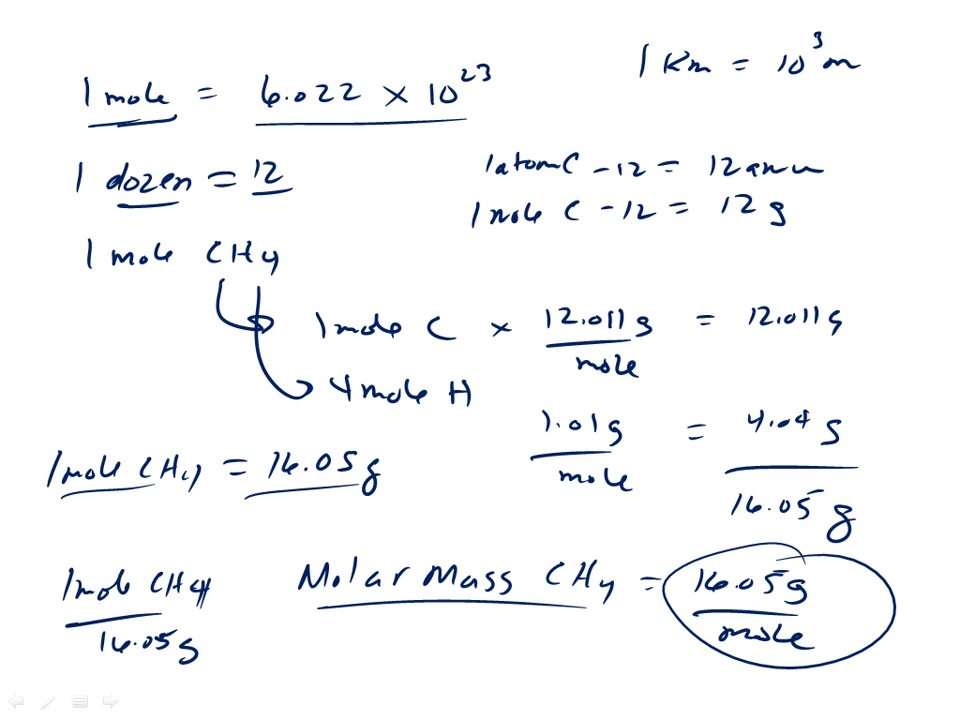 1 mole = 6.022 × 10^23
1 Km = 10^3 m
1 dozen = 12
1 atom C-12 = 12 amu
1 mole C-12 = 12 g
1 mole CH4
1 mole C × 12.011 g / mole = 12.011 g
4 mole H 1.01 g / mole = 4.04 g
16.05 g
1 mole CH4 = 16.05 g
1 mole CH4 / 16.05 g
Molar Mass CH4 = 16.05 g / mole